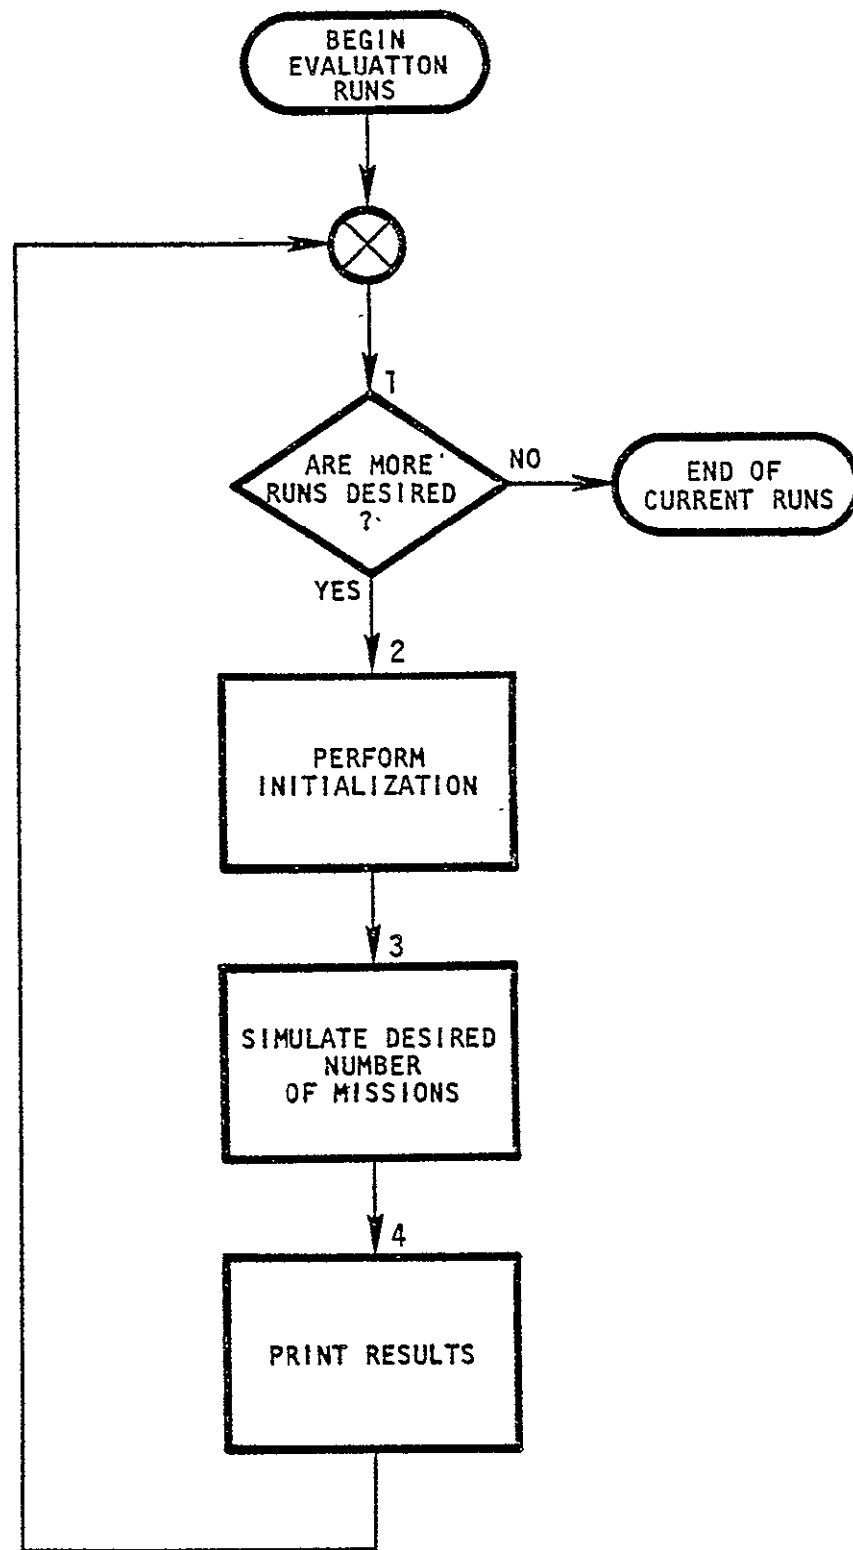 BEGIN
EVALUATION
RUNS
1
ARE MORE
RUNS DESIRED
?
NO
END OF
CURRENT RUNS
YES
2
PERFORM
INITIALIZATION
3
SIMULATE DESIRED
NUMBER
OF MISSIONS
4
PRINT RESULTS